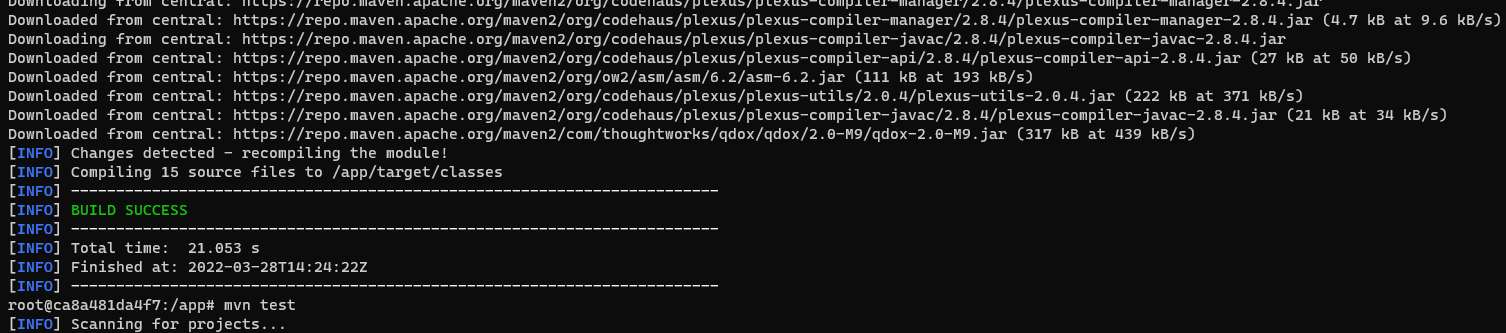 Downloading from central: https://repo.maven.apache.org/maven2/org/codehaus/plexus/plexus-compiler-manager/2.8.4/plexus-compiler-manager-2.8.4.jar
Downloaded from central: https://repo.maven.apache.org/maven2/org/codehaus/plexus/plexus-compiler-manager/2.8.4/plexus-compiler-manager-2.8.4.jar (4.7 kB at 9.6 kB/s)
Downloading from central: https://repo.maven.apache.org/maven2/org/codehaus/plexus/plexus-compiler-javac/2.8.4/plexus-compiler-javac-2.8.4.jar
Downloaded from central: https://repo.maven.apache.org/maven2/org/codehaus/plexus/plexus-compiler-api/2.8.4/plexus-compiler-api-2.8.4.jar (27 kB at 50 kB/s)
Downloaded from central: https://repo.maven.apache.org/maven2/org/ow2/asm/asm/6.2/asm-6.2.jar (111 kB at 193 kB/s)
Downloaded from central: https://repo.maven.apache.org/maven2/org/codehaus/plexus/plexus-utils/2.0.4/plexus-utils-2.0.4.jar (222 kB at 371 kB/s)
Downloaded from central: https://repo.maven.apache.org/maven2/org/codehaus/plexus/plexus-compiler-javac/2.8.4/plexus-compiler-javac-2.8.4.jar (21 kB at 34 kB/s)
Downloaded from central: https://repo.maven.apache.org/maven2/com/thoughtworks/qdox/qdox/2.0-M9/qdox-2.0-M9.jar (317 kB at 439 kB/s)
[INFO] Changes detected - recompiling the module!
[INFO] Compiling 15 source files to /app/target/classes
[INFO] ------------------------------------------------------------------------
[INFO] BUILD SUCCESS
[INFO] ------------------------------------------------------------------------
[INFO] Total time:  21.053 s
[INFO] Finished at: 2022-03-28T14:24:22Z
[INFO] ------------------------------------------------------------------------
root@ca8a481da4f7:/app# mvn test
[INFO] Scanning for projects...